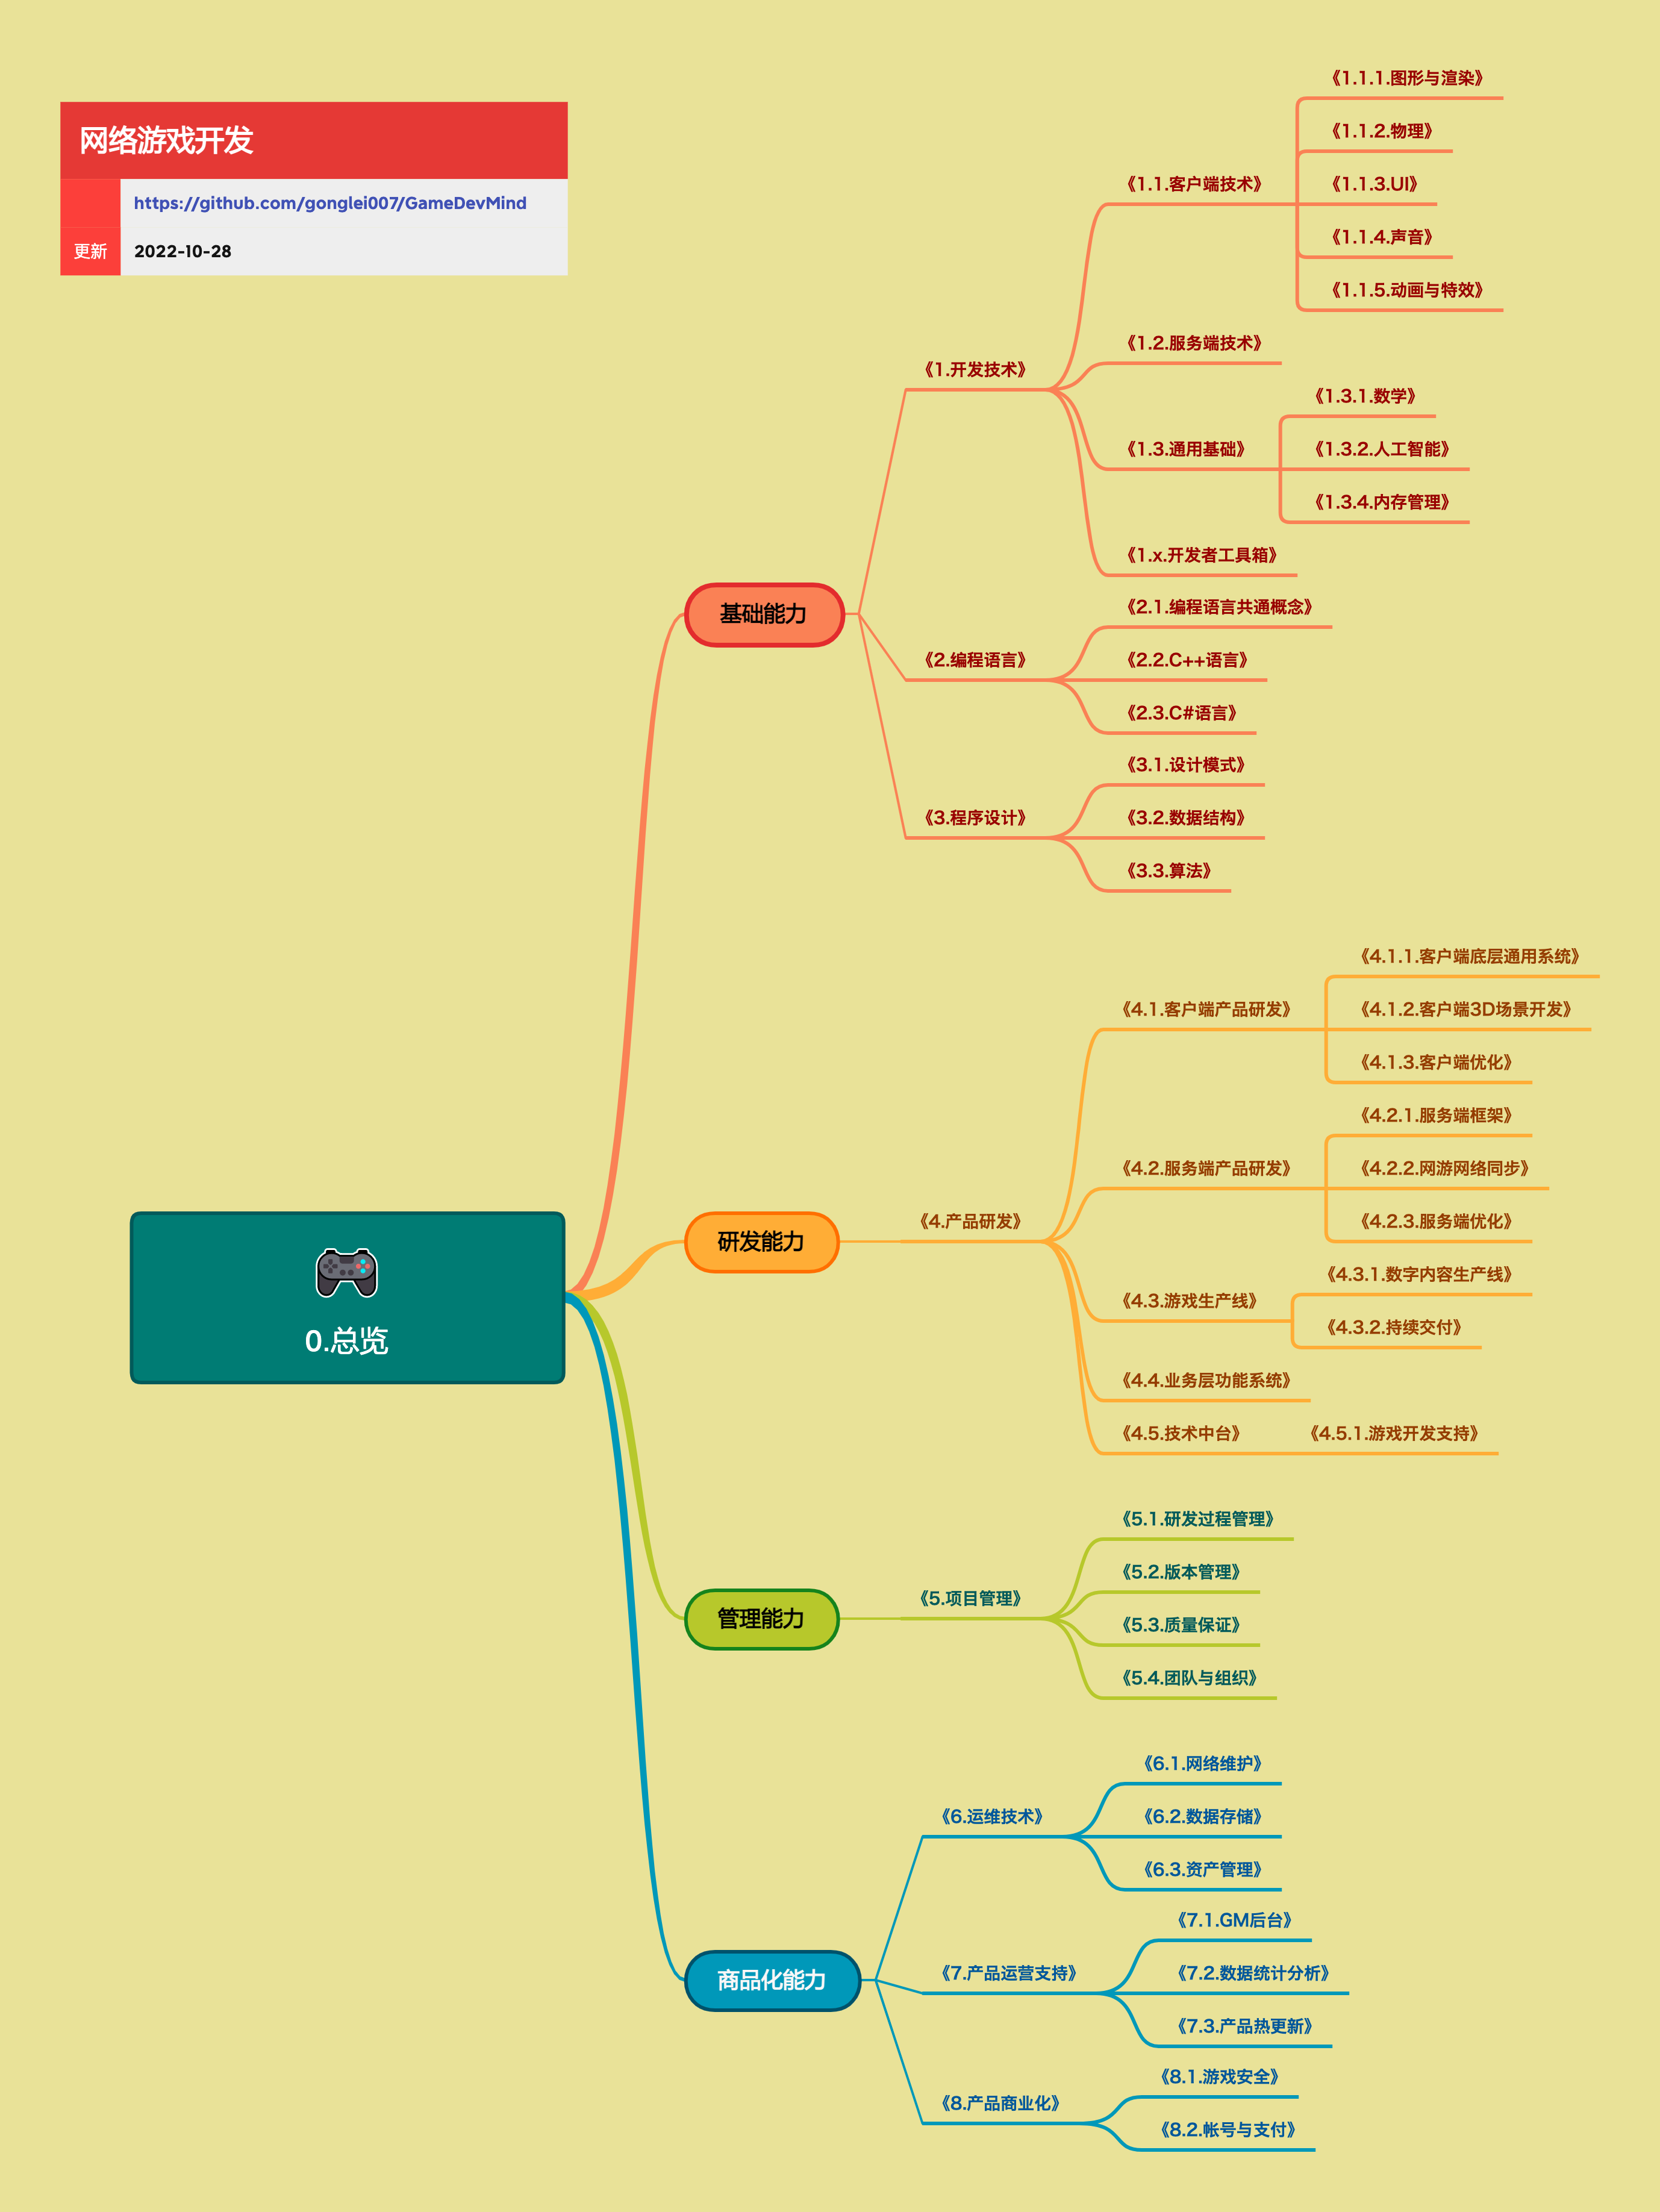 网络游戏开发
https://github.com/gonglei007/GameDevMind
更新 2022-10-28
0.总览
基础能力
《1.开发技术》
《1.1.客户端技术》
《1.1.1.图形与渲染》
《1.1.2.物理》
《1.1.3.UI》
《1.1.4.声音》
《1.1.5.动画与特效》
《1.2.服务端技术》
《1.3.通用基础》
《1.3.1.数学》
《1.3.2.人工智能》
《1.3.4.内存管理》
《1.x.开发者工具箱》
《2.编程语言》
《2.1.编程语言共通概念》
《2.2.C++语言》
《2.3.C#语言》
《3.程序设计》
《3.1.设计模式》
《3.2.数据结构》
《3.3.算法》
研发能力
《4.产品研发》
《4.1.客户端产品研发》
《4.1.1.客户端底层通用系统》
《4.1.2.客户端3D场景开发》
《4.1.3.客户端优化》
《4.2.服务端产品研发》
《4.2.1.服务端框架》
《4.2.2.网游网络同步》
《4.2.3.服务端优化》
《4.3.游戏生产线》
《4.3.1.数字内容生产线》
《4.3.2.持续交付》
《4.4.业务层功能系统》
《4.5.技术中台》
《4.5.1.游戏开发支持》
管理能力
《5.项目管理》
《5.1.研发过程管理》
《5.2.版本管理》
《5.3.质量保证》
《5.4.团队与组织》
商品化能力
《6.运维技术》
《6.1.网络维护》
《6.2.数据存储》
《6.3.资产管理》
《7.产品运营支持》
《7.1.GM后台》
《7.2.数据统计分析》
《7.3.产品热更新》
《8.产品商业化》
《8.1.游戏安全》
《8.2.帐号与支付》